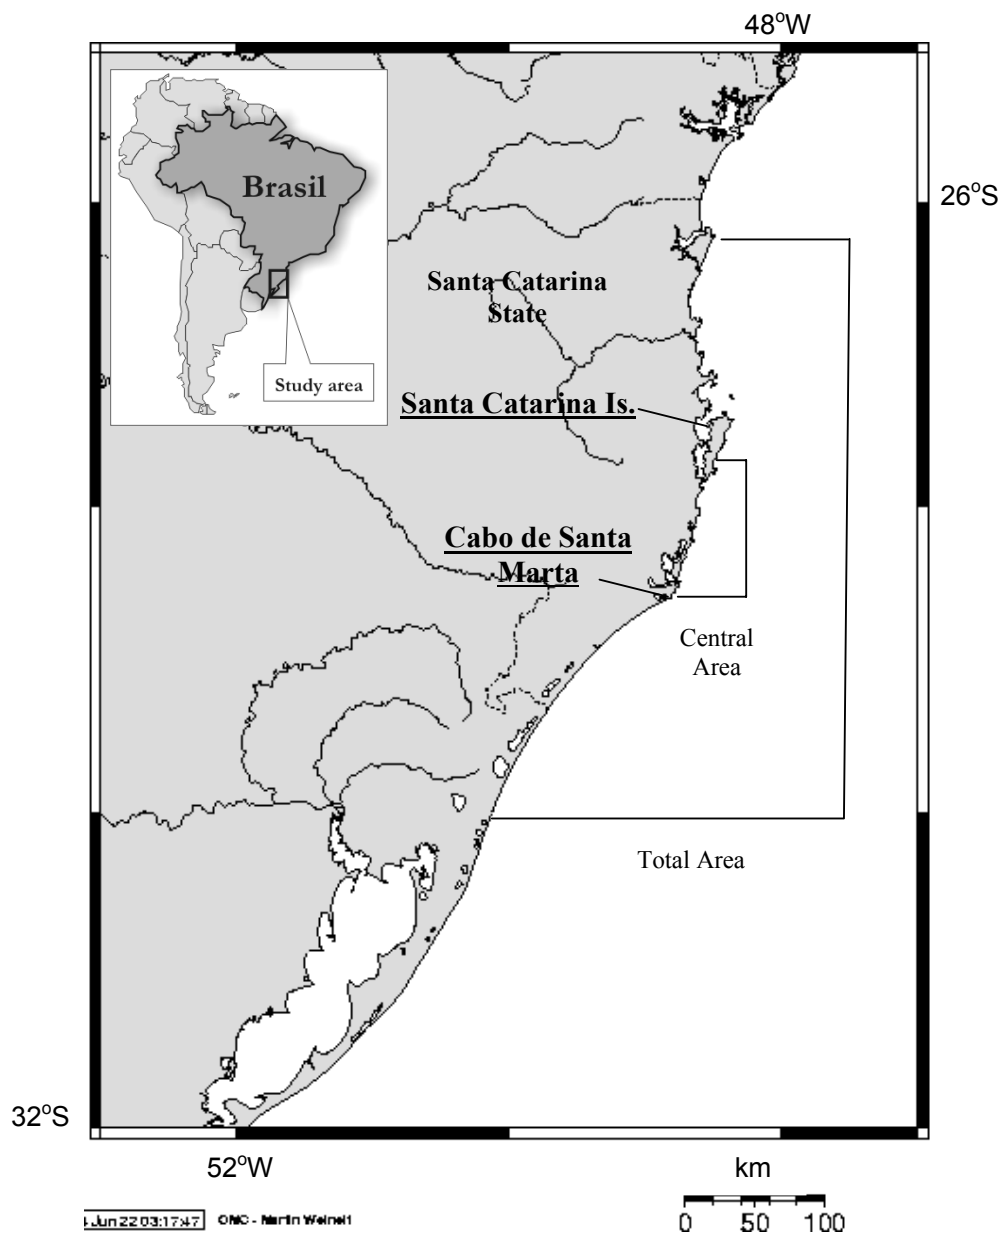 48°W
Brasil
26°S
Santa Catarina
State
Study area
Santa Catarina Is.
Cabo de Santa
Marta
Central
Area
Total Area
32°S
52°W
km
Jun 22 03:17:47
OMC - Martin Weinelt
0 50 100